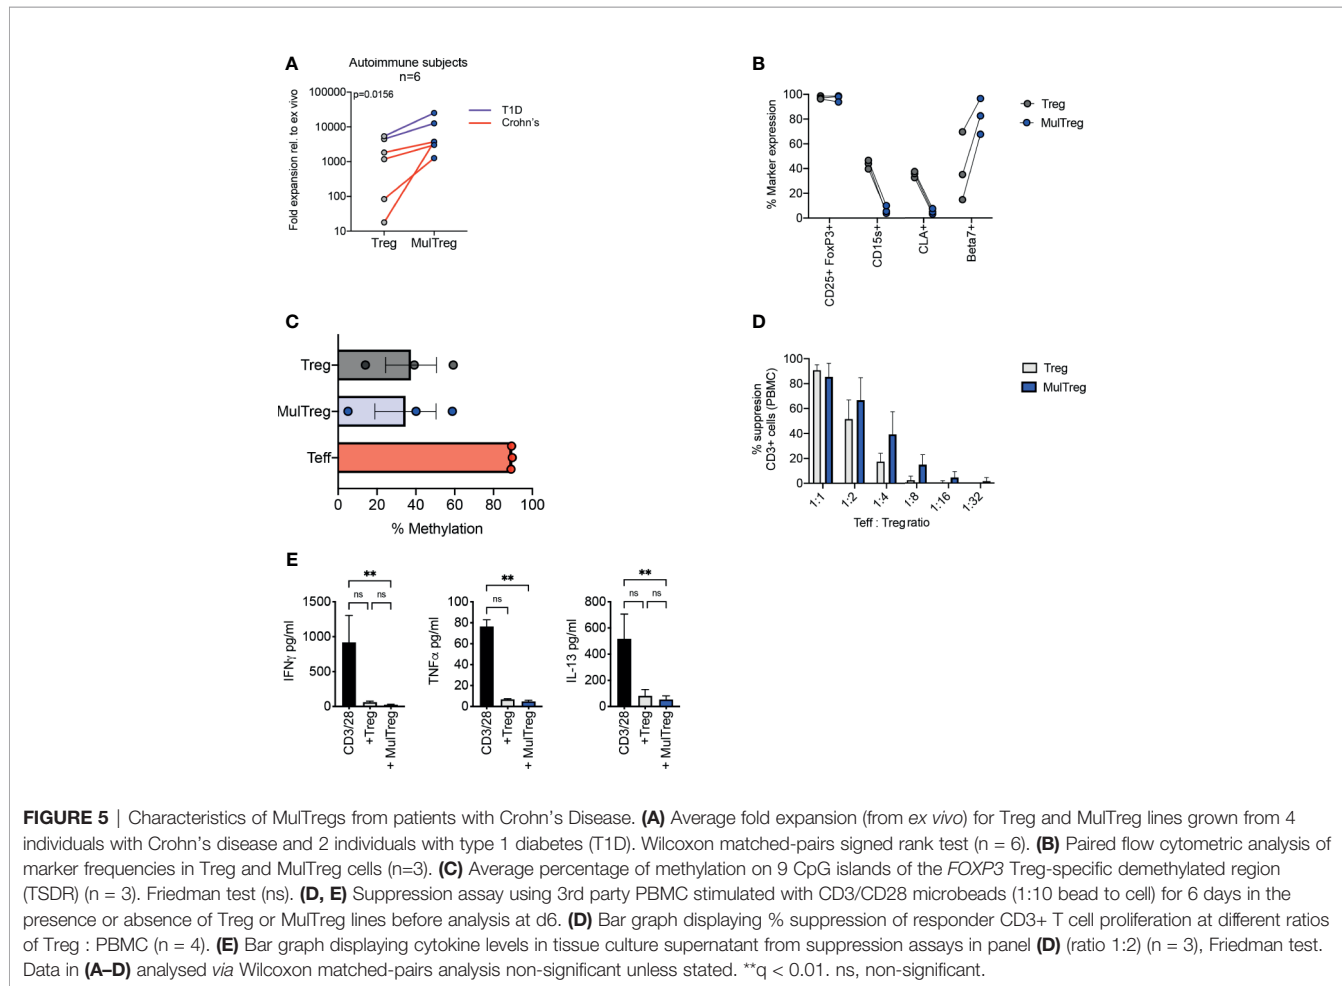 A
Autoimmune subjects
n=6
p=0.0156
Fold expansion rel. to ex vivo
100000
10000
1000
100
10
Treg MulTreg
T1D
Crohn's
B
% Marker expression
100
80
60
40
20
0
CD25+ FoxP3+
CD15s+
CLA+
Beta7+
Treg
MulTreg
C
Treg
MulTreg
Teff
0 20 40 60 80 100
% Methylation
D
% suppresion
CD3+ cells (PBMC)
100
80
60
40
20
0
1:1 1:2 1:4 1:8 1:16 1:32
Teff : Treg ratio
Treg
MulTreg
E
IFNγ pg/ml
1500
1000
500
0
**
ns ns
CD3/28
+Treg
+ MulTreg
TNFα pg/ml
100
80
60
40
20
0
**
ns
CD3/28
+Treg
+ MulTreg
IL-13 pg/ml
800
600
400
200
0
**
ns ns
CD3/28
+Treg
+ MulTreg
FIGURE 5 | Characteristics of MulTregs from patients with Crohn's Disease. (A) Average fold expansion (from ex vivo) for Treg and MulTreg lines grown from 4
individuals with Crohn's disease and 2 individuals with type 1 diabetes (T1D). Wilcoxon matched-pairs signed rank test (n = 6). (B) Paired flow cytometric analysis of
marker frequencies in Treg and MulTreg cells (n=3). (C) Average percentage of methylation on 9 CpG islands of the FOXP3 Treg-specific demethylated region
(TSDR) (n = 3). Friedman test (ns). (D, E) Suppression assay using 3rd party PBMC stimulated with CD3/CD28 microbeads (1:10 bead to cell) for 6 days in the
presence or absence of Treg or MulTreg lines before analysis at d6. (D) Bar graph displaying % suppression of responder CD3+ T cell proliferation at different ratios
of Treg : PBMC (n = 4). (E) Bar graph displaying cytokine levels in tissue culture supernatant from suppression assays in panel (D) (ratio 1:2) (n = 3), Friedman test.
Data in (A–D) analysed via Wilcoxon matched-pairs analysis non-significant unless stated. **q < 0.01. ns, non-significant.